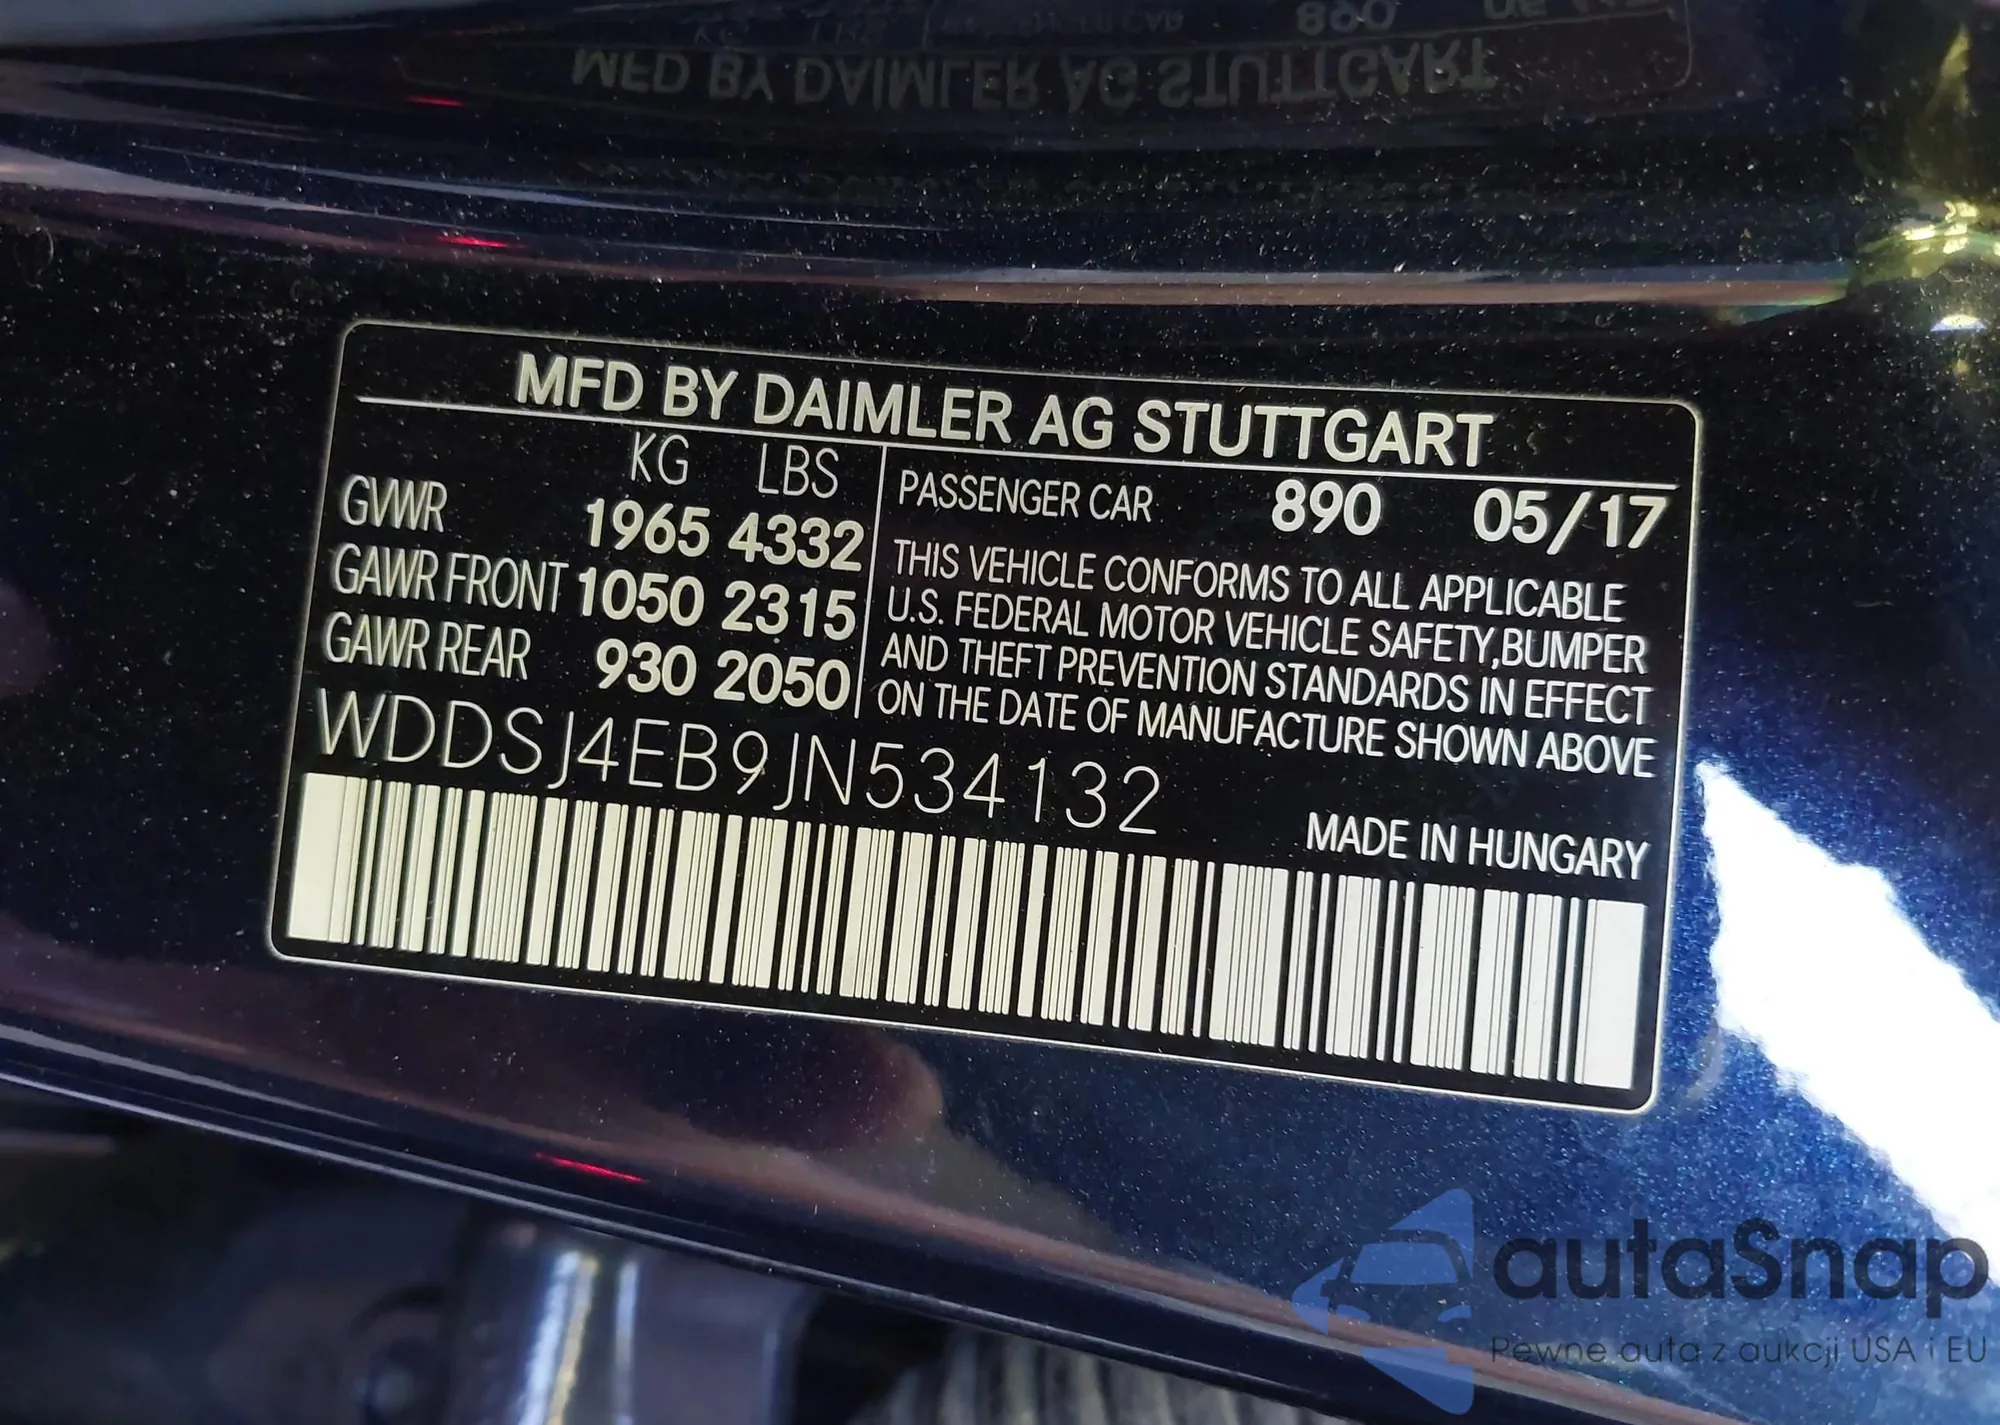 MFD BY DAIMLER AG STUTTGART
KG LBS
GVWR 1965 4332
GAWR FRONT 1050 2315
GAWR REAR 930 2050
PASSENGER CAR 890 05/17
THIS VEHICLE CONFORMS TO ALL APPLICABLE
U.S. FEDERAL MOTOR VEHICLE SAFETY,BUMPER
AND THEFT PREVENTION STANDARDS IN EFFECT
ON THE DATE OF MANUFACTURE SHOWN ABOVE
WDDSJ4EB9JN534132
MADE IN HUNGARY
autaSnap
Pewne auta z aukcji USA i EU